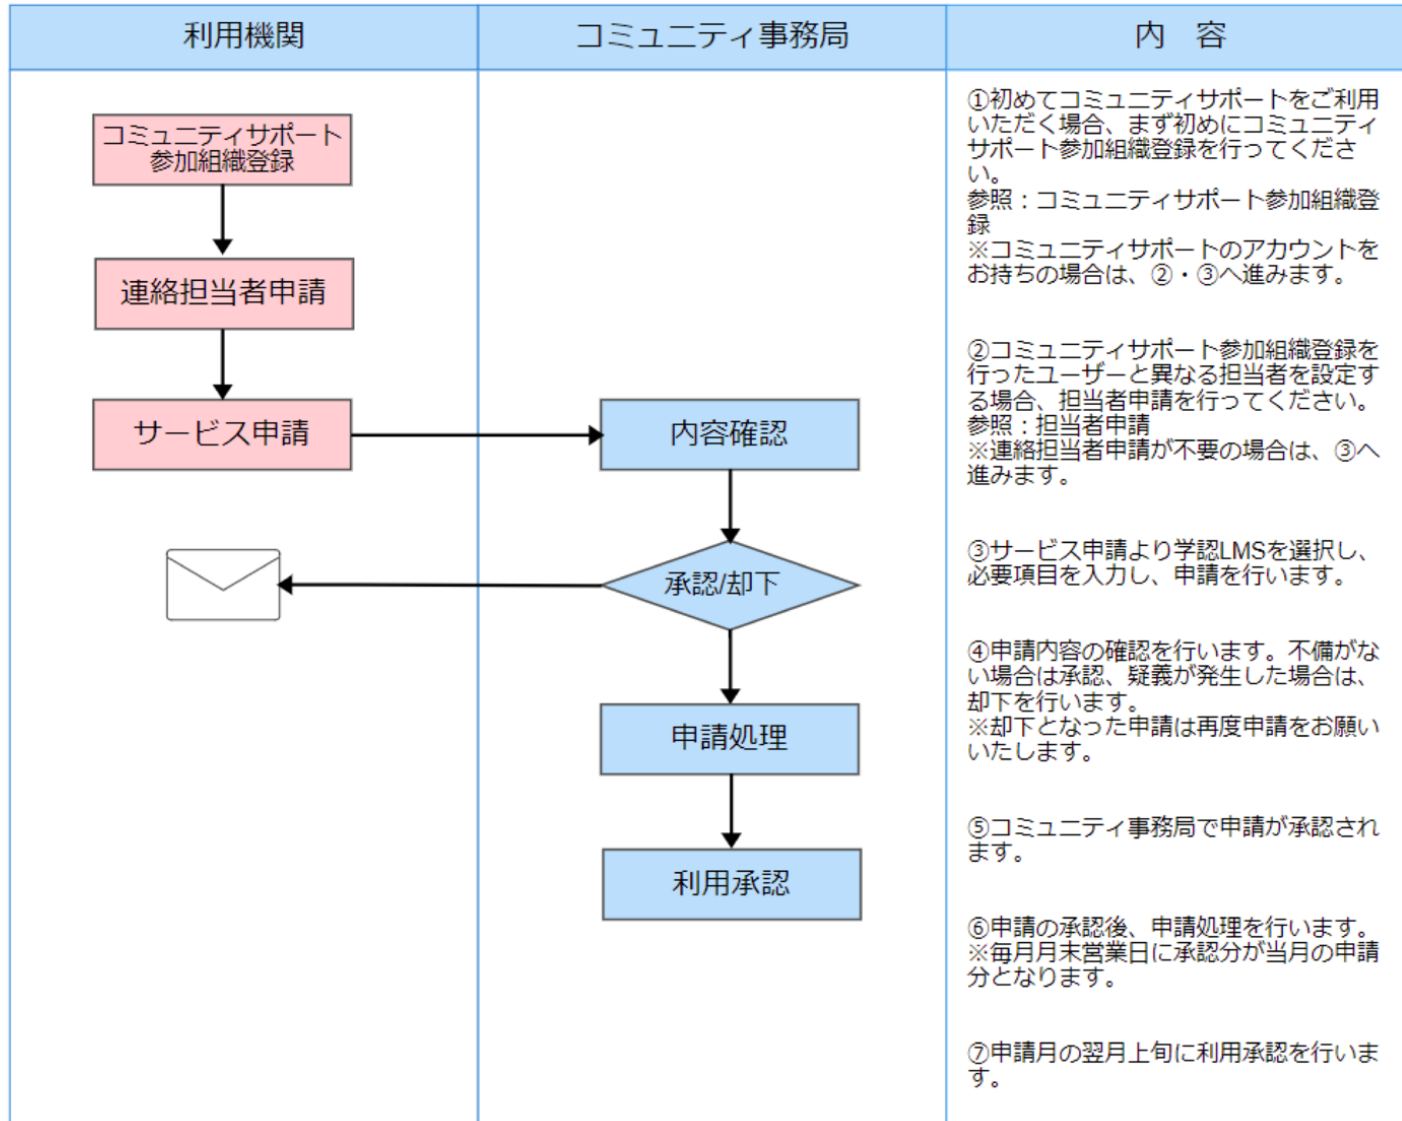 利用機関
コミュニティ事務局
内　容
コミュニティサポート
参加組織登録
連絡担当者申請
サービス申請
内容確認
承認/却下
申請処理
利用承認
①初めてコミュニティサポートをご利用
いただく場合、まず初めにコミュニティ
サポート参加組織登録を行ってくださ
い。
参照：コミュニティサポート参加組織登
録
※コミュニティサポートのアカウントを
お持ちの場合は、②・③へ進みます。
②コミュニティサポート参加組織登録を
行ったユーザーと異なる担当者を設定す
る場合、担当者申請を行ってください。
参照：担当者申請
※連絡担当者申請が不要の場合は、③へ
進みます。
③サービス申請より学認LMSを選択し、
必要項目を入力し、申請を行います。
④申請内容の確認を行います。不備がな
い場合は承認、疑義が発生した場合は、
却下を行います。
※却下となった申請は再度申請をお願い
いたします。
⑤コミュニティ事務局で申請が承認され
ます。
⑥申請の承認後、申請処理を行います。
※毎月月末営業日に承認分が当月の申請
分となります。
⑦申請月の翌月上旬に利用承認を行いま
す。